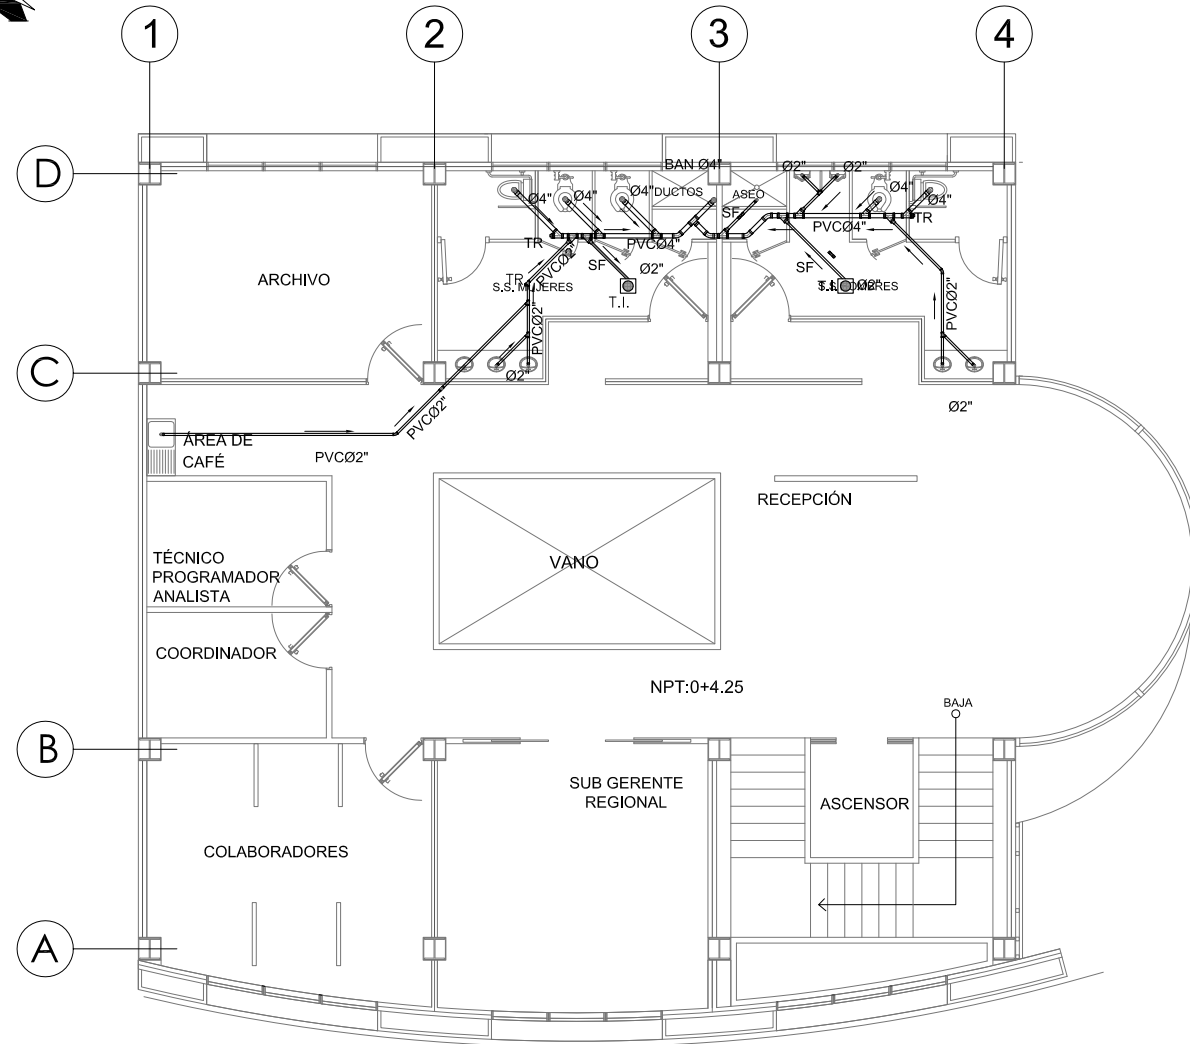 1
2
3
4
D
BAN Ø4"
Ø2"
Ø2"
Ø4"
Ø4"
Ø4"
DUCTOS
ASEO
Ø4"
Ø4"
SF
TR
PVCØ4"
TR
PVCØ4"
PVCØ2"
SF
Ø2"
SF
ARCHIVO
TR
S.S. MUJERES
T.I.
Ø2"
PVCØ2"
PVCØ2"
C
Ø2"
PVCØ2"
Ø2"
ÁREA DE
CAFÉ
PVCØ2"
RECEPCIÓN
VANO
TÉCNICO
PROGRAMADOR
ANALISTA
COORDINADOR
NPT:0+4.25
BAJA
B
SUB GERENTE
REGIONAL
ASCENSOR
COLABORADORES
A